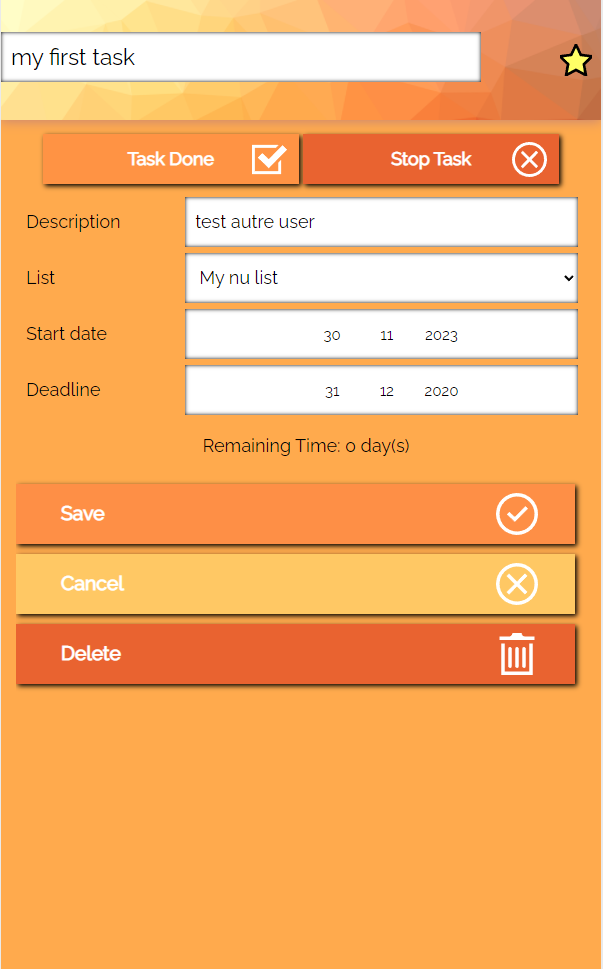 my first task
Task Done Stop Task
Description test autre user
List My nu list
Start date 30 11 2023
Deadline 31 12 2020
Remaining Time: 0 day(s)
Save
Cancel
Delete